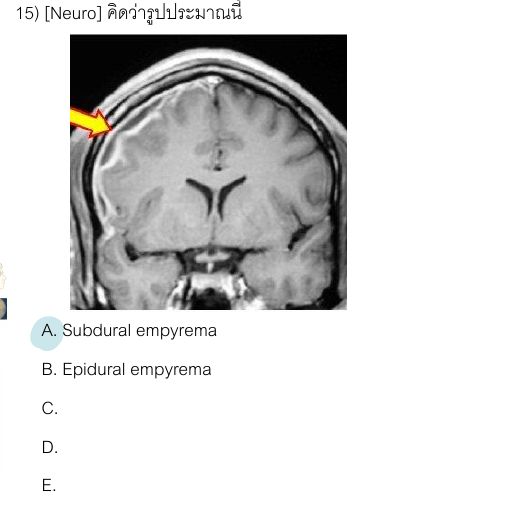 15) [Neuro] คิดว่ารูปประมาณนี้
A. Subdural empyrema
B. Epidural empyrema
C.
D.
E.